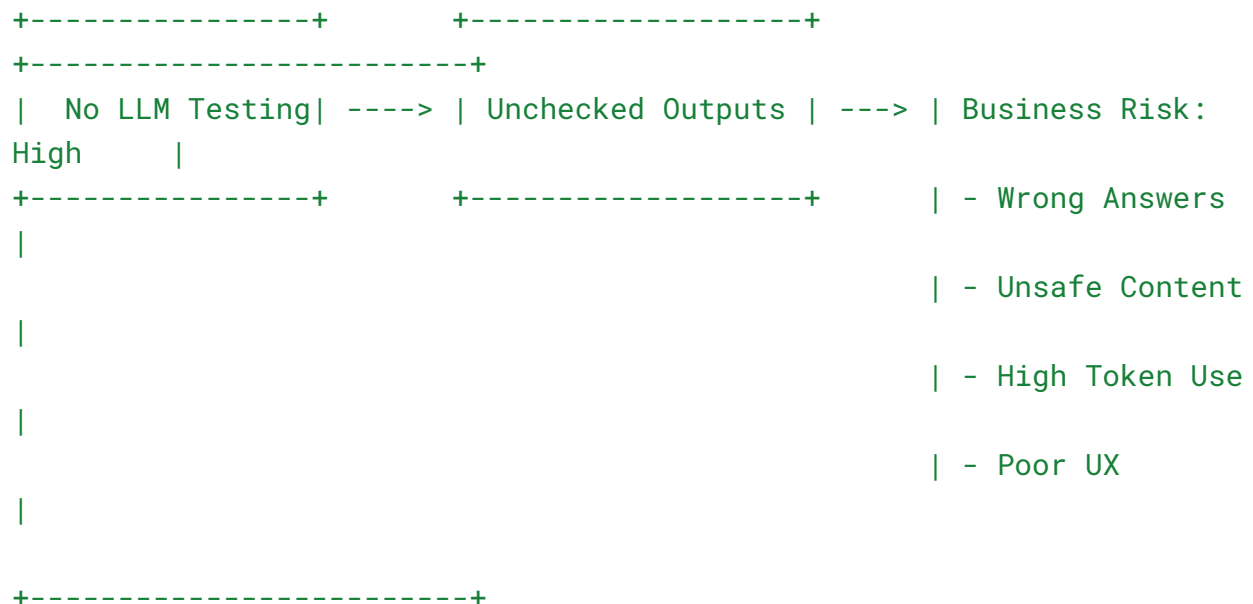 +----------------+       +-------------------+
+-------------------------+
|  No LLM Testing| ----> | Unchecked Outputs | ---> | Business Risk:
High     |
+----------------+       +-------------------+      | - Wrong Answers
|
                                                    | - Unsafe Content
|
                                                    | - High Token Use
|
                                                    | - Poor UX
|
+-------------------------+